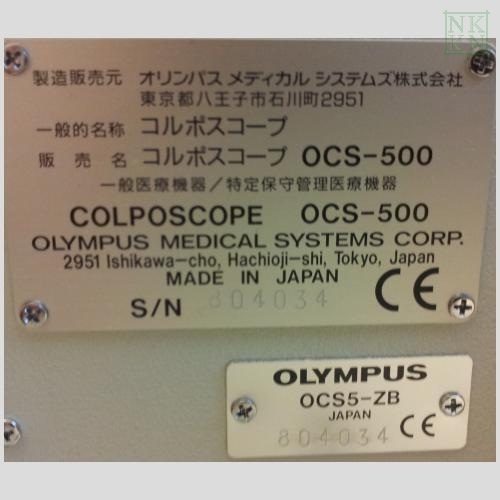 NK
KN
製造販売元 オリンパス メディカル システムズ株式会社
東京都八王子市石川町2951
一般的名称 コルポスコープ
販売名 コルポスコープ OCS-500
一般医療機器/特定保守管理医療機器
COLPOSCOPE OCS-500
OLYMPUS MEDICAL SYSTEMS CORP.
2951 Ishikawa-cho, Hachioji-shi, Tokyo, Japan
MADE IN JAPAN
S/N 804034 CE
OLYMPUS
OCS5-ZB
JAPAN
804034 CE